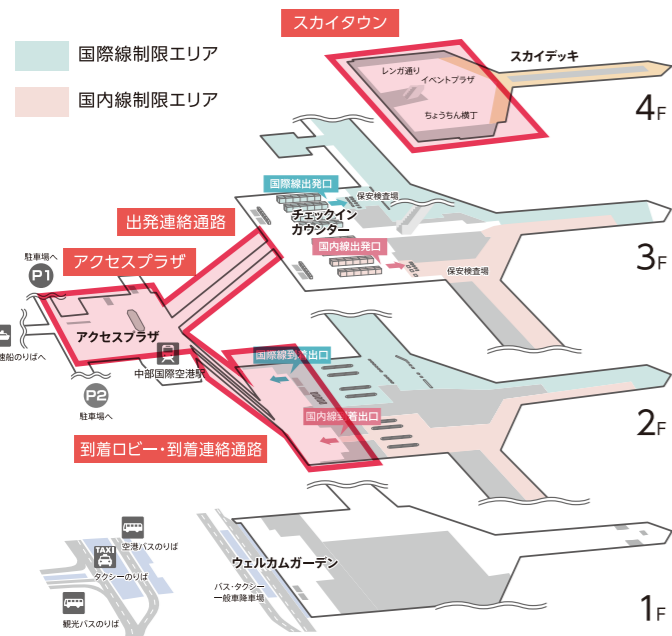 スカイタウン
国際線制限エリア
国内線制限エリア
スカイデッキ
レンガ通り
イベントプラザ
ちょうちん横丁
4F
国際線出発口
保安検査場
チェックイン
カウンター
国内線出発口
保安検査場
3F
出発連絡通路
アクセスプラザ
駐車場へ
P1
アクセスプラザ
速船のりばへ
中部国際空港駅
P2
駐車場へ
国際線到着出口
国内線到着出口
2F
到着ロビー・到着連絡通路
空港バスのりば
TAXI
タクシーのりば
観光バスのりば
ウェルカムガーデン
バス・タクシー
一般車降車場
1F